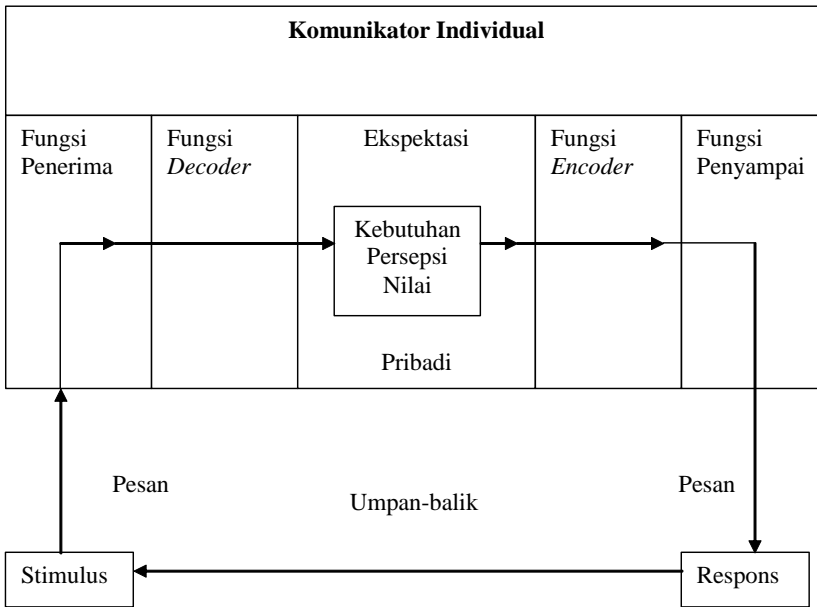 Komunikator Individual
Fungsi
Penerima
Fungsi
Decoder
Ekspektasi
Fungsi
Encoder
Fungsi
Penyampai
Kebutuhan
Persepsi
Nilai
Pribadi
Pesan
Umpan-balik
Pesan
Stimulus
Respons